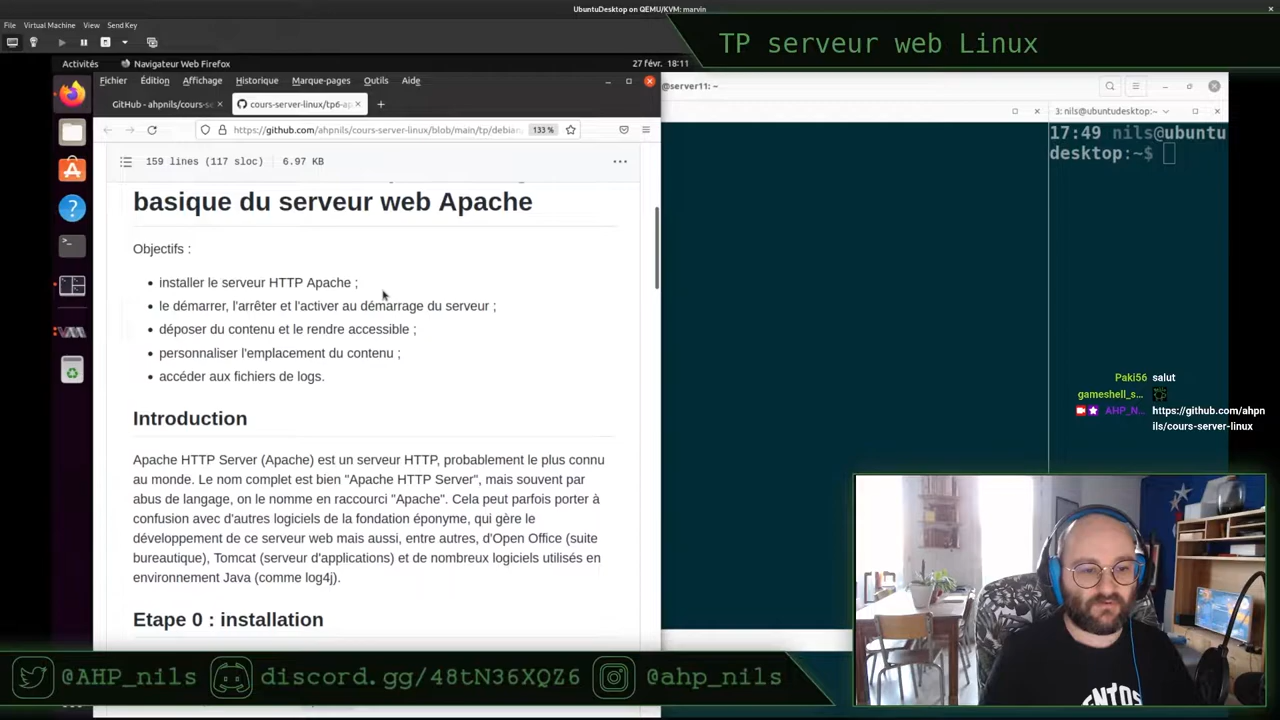 UbuntuDesktop on QEMU/KVM: marvin
File Virtual Machine View Send Key
TP serveur web Linux
Activités Navigateur Web Firefox 27 févr. 18:11
Fichier Édition Affichage Historique Marque-pages Outils Aide
@server11: ~
GitHub - ahpnils/cours-se
cours-server-linux/tp6-ap
3: nils@ubuntudesktop:~
https://github.com/ahpnils/cours-server-linux/blob/main/tp/debian 133 %
17:49 nils@ubuntu
desktop:~$
159 lines (117 sloc) 6.97 KB
basique du serveur web Apache
Objectifs :
installer le serveur HTTP Apache ;
le démarrer, l'arrêter et l'activer au démarrage du serveur ;
déposer du contenu et le rendre accessible ;
personnaliser l'emplacement du contenu ;
accéder aux fichiers de logs.
Introduction
Apache HTTP Server (Apache) est un serveur HTTP, probablement le plus connu
au monde. Le nom complet est bien "Apache HTTP Server", mais souvent par
abus de langage, on le nomme en raccourci "Apache". Cela peut parfois porter à
confusion avec d'autres logiciels de la fondation éponyme, qui gère le
développement de ce serveur web mais aussi, entre autres, d'Open Office (suite
bureautique), Tomcat (serveur d'applications) et de nombreux logiciels utilisés en
environnement Java (comme log4j).
Etape 0 : installation
Paki56 salut
gameshell_s...
AHP_N... https://github.com/ahpn
ils/cours-server-linux
@AHP_nils discord.gg/48tN36XQZ6 @ahp_nils